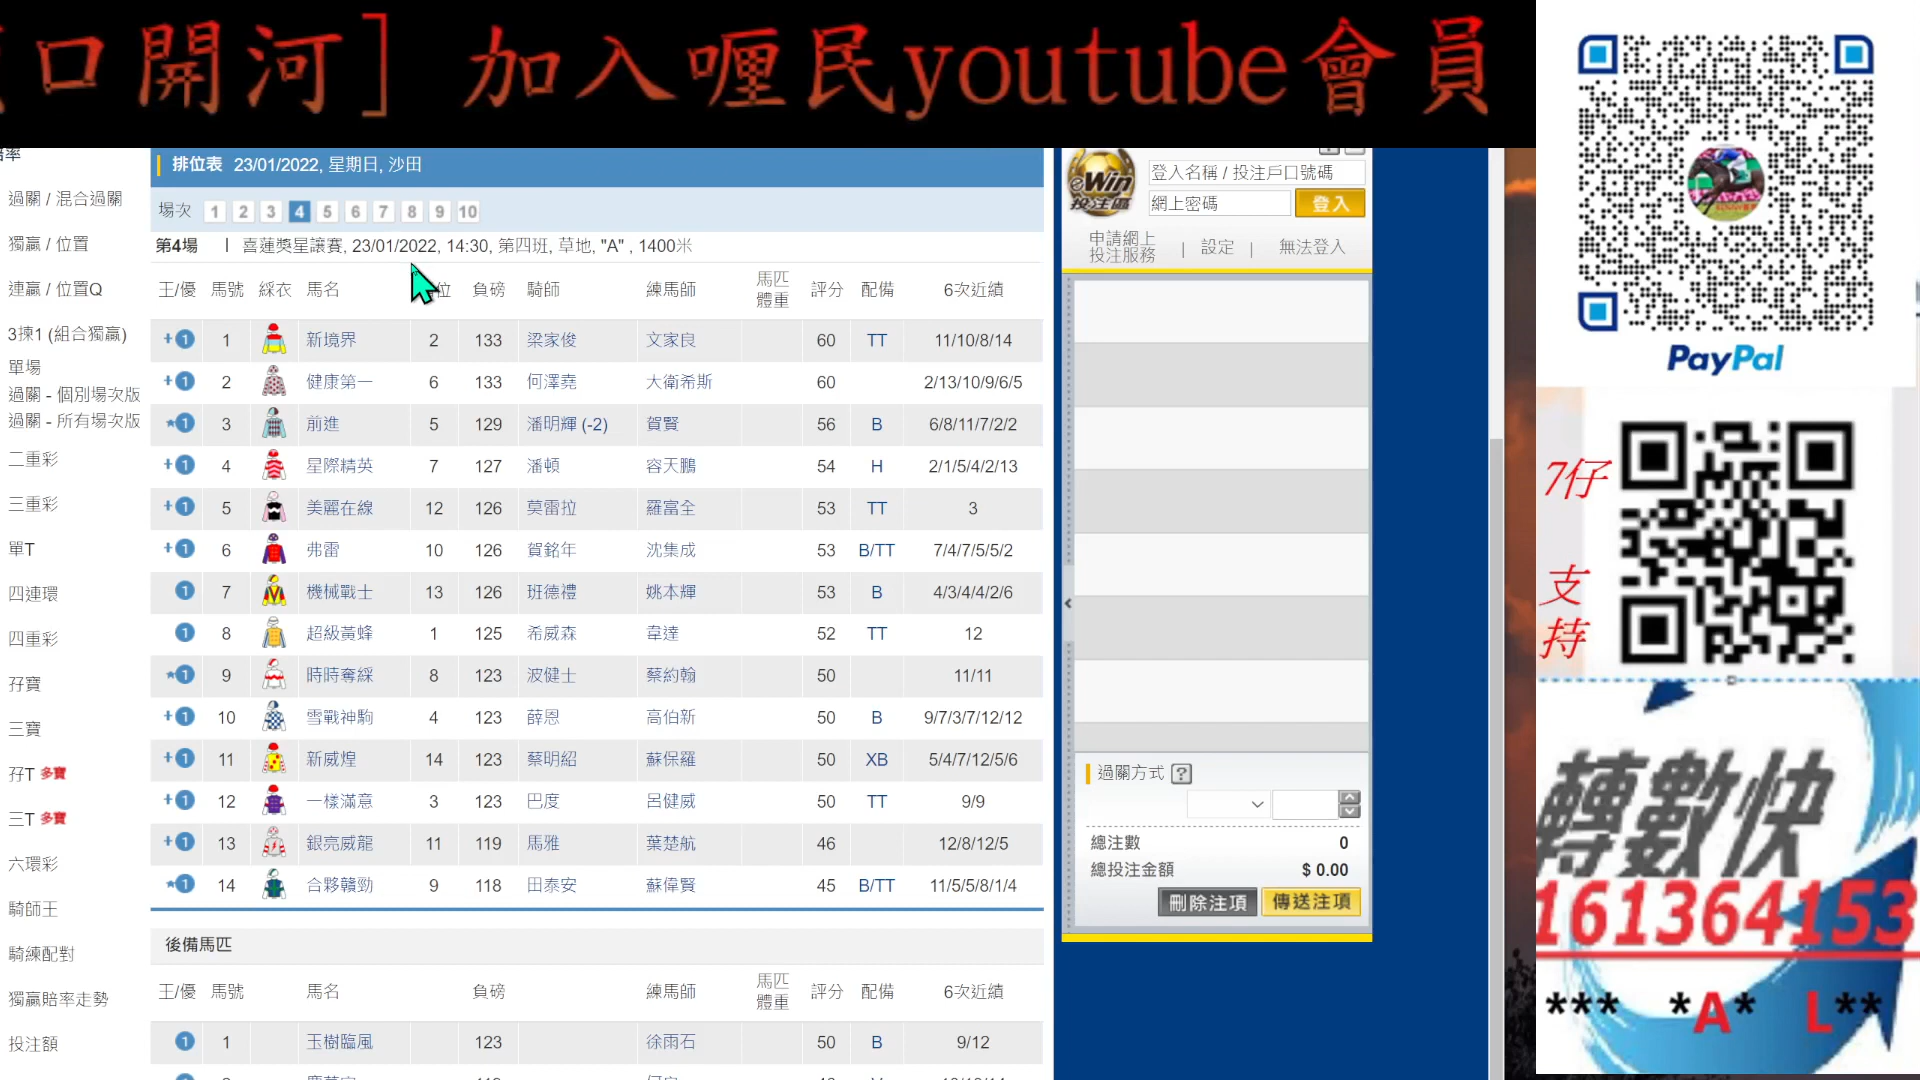 口開河] 加入喱民youtube會員
排位表 23/01/2022, 星期日, 沙田
場次 1 2 3 4 5 6 7 8 9 10
第4場 | 喜蓮獎星讓賽, 23/01/2022, 14:30, 第四班, 草地, "A" , 1400米
王/優 馬號 綵衣 馬名 位 負磅 騎師 練馬師 馬匹體重 評分 配備 6次近績
+1 1 新境界 2 133 梁家俊 文家良 60 TT 11/10/8/14
+1 2 健康第一 6 133 何澤堯 大衛希斯 60 2/13/10/9/6/5
★1 3 前進 5 129 潘明輝 (-2) 賀賢 56 B 6/8/11/7/2/2
+1 4 星際精英 7 127 潘頓 容天鵬 54 H 2/1/5/4/2/13
+1 5 美麗在線 12 126 莫雷拉 羅富全 53 TT 3
+1 6 弗雷 10 126 賀銘年 沈集成 53 B/TT 7/4/7/5/5/2
1 7 機械戰士 13 126 班德禮 姚本輝 53 B 4/3/4/4/2/6
1 8 超級黃蜂 1 125 希威森 韋達 52 TT 12
★1 9 時時奪綵 8 123 波健士 蔡約翰 50 11/11
+1 10 雪戰神駒 4 123 薛恩 高伯新 50 B 9/7/3/7/12/12
+1 11 新威煌 14 123 蔡明紹 蘇保羅 50 XB 5/4/7/12/5/6
+1 12 一樣滿意 3 123 巴度 呂健威 50 TT 9/9
+1 13 銀亮威龍 11 119 馬雅 葉楚航 46 12/8/12/5
★1 14 合夥贛勁 9 118 田泰安 蘇偉賢 45 B/TT 11/5/5/8/1/4
後備馬匹
王/優 馬號 馬名 負磅 練馬師 馬匹體重 評分 配備 6次近績
1 1 玉樹臨風 123 徐雨石 50 B 9/12
過關 / 混合過關
獨贏 / 位置
連贏 / 位置Q
3揀1 (組合獨贏)
單場
過關 - 個別場次版
過關 - 所有場次版
二重彩
三重彩
單T
四連環
四重彩
孖寶
三寶
孖T 多寶
三T 多寶
六環彩
騎師王
騎練配對
獨贏賠率走勢
投注額
eWin
投注區
登入名稱 / 投注戶口號碼
網上密碼
登入
申請網上投注服務 | 設定 | 無法登入
過關方式 ?
總注數 0
總投注金額 $ 0.00
刪除注項 傳送注項
PayPal
7仔
支
持
轉數快
161364153
*** *A* L**